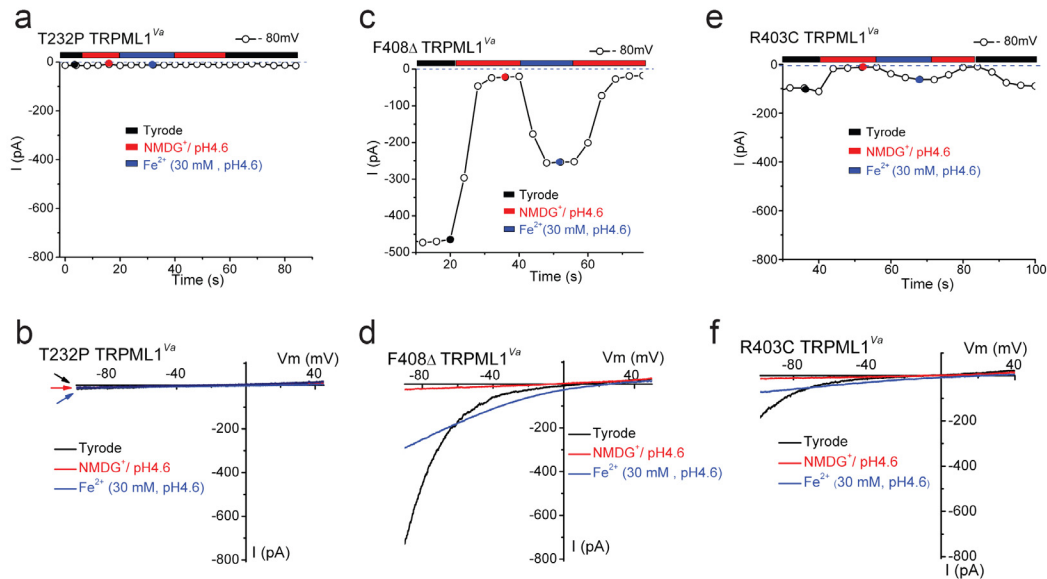 a
T232P TRPML1Va
- 80mV
0
-200
-400
-600
-800
I (pA)
Tyrode
NMDG+/ pH4.6
Fe2+ (30 mM , pH4.6)
0 20 40 60 80
Time (s)
c
F408Δ TRPML1Va
- 80mV
0
-100
-200
-300
-400
-500
I (pA)
Tyrode
NMDG+/ pH4.6
Fe2+(30 mM, pH4.6)
20 40 60
Time (s)
e
R403C TRPML1Va
- 80mV
0
-200
-400
-600
-800
I (pA)
Tyrode
NMDG+/ pH4.6
Fe2+ (30 mM, pH4.6)
30 40 50 60 70 80 90 100
Time (s)
b
T232P TRPML1Va
Vm (mV)
-80 -40 40
-200
-400
-600
-800
I (pA)
Tyrode
NMDG+/ pH4.6
Fe2+ (30 mM, pH4.6)
d
F408Δ TRPML1Va
Vm (mV)
-80 -40 40
-200
-400
-600
-800
I (pA)
Tyrode
NMDG+/ pH4.6
Fe2+ (30 mM , pH4.6)
f
R403C TRPML1Va
Vm (mV)
-80 -40 0 40
-200
-400
-600
-800
I (pA)
Tyrode
NMDG+/ pH4.6
Fe2+ (30 mM, pH4.6)